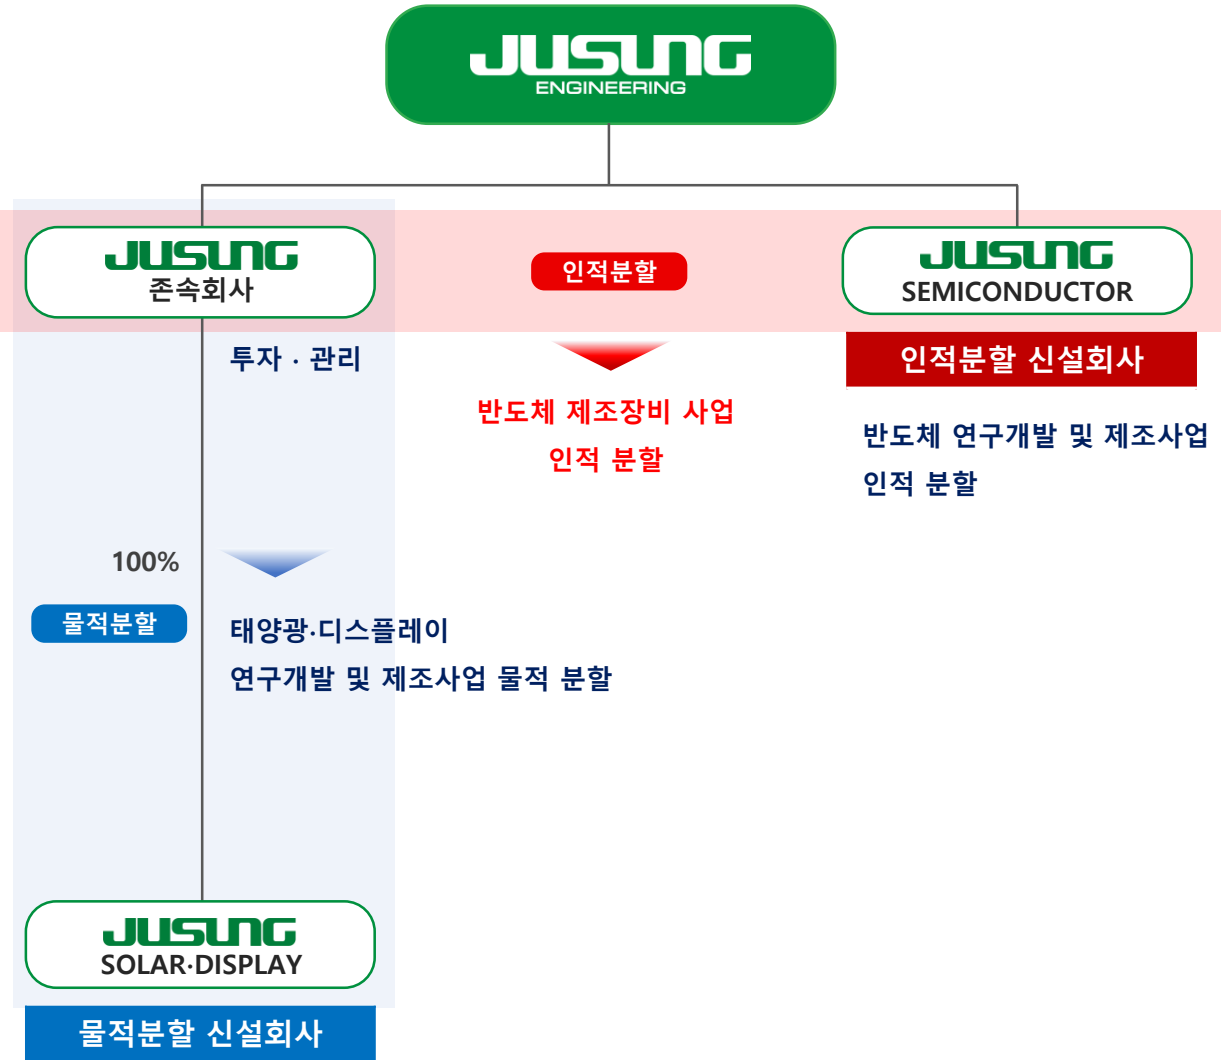 JUSUNG
ENGINEERING
JUSUNG
존속회사
인적분할
JUSUNG
SEMICONDUCTOR
인적분할 신설회사
투자 · 관리
반도체 제조장비 사업
인적 분할
반도체 연구개발 및 제조사업
인적 분할
100%
물적분할
태양광·디스플레이
연구개발 및 제조사업 물적 분할
JUSUNG
SOLAR·DISPLAY
물적분할 신설회사